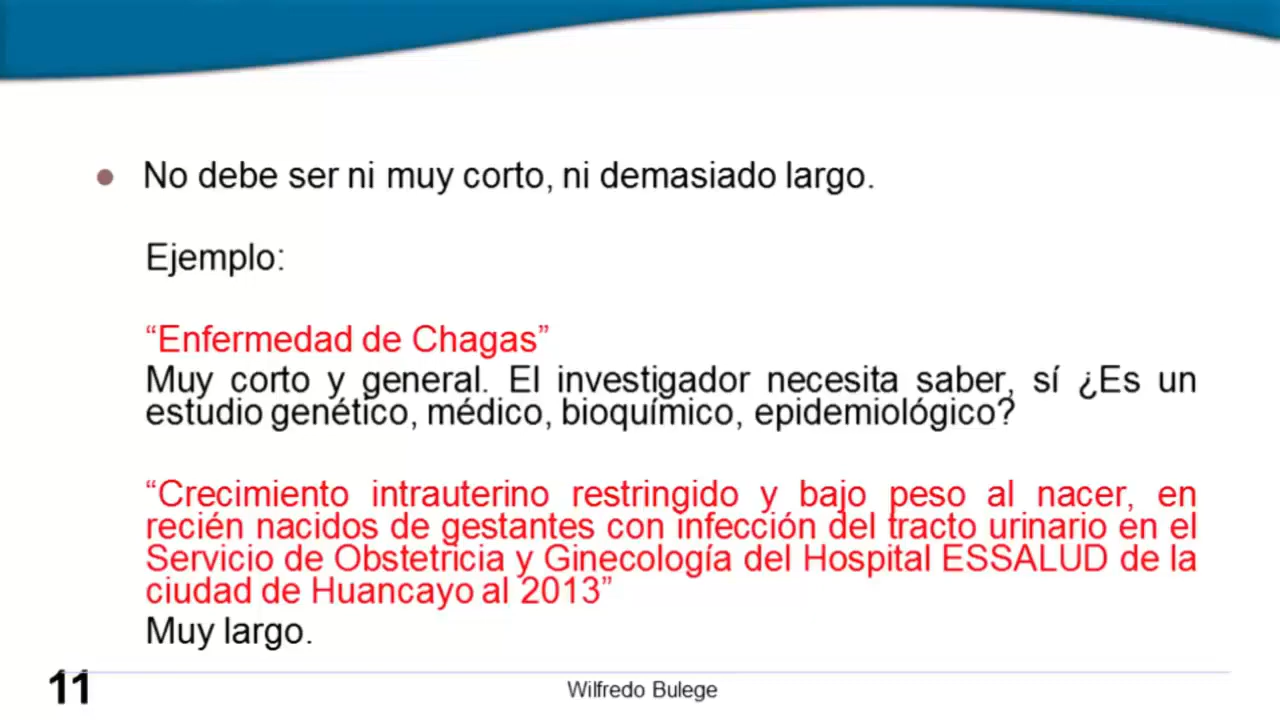 No debe ser ni muy corto, ni demasiado largo.
Ejemplo:
“Enfermedad de Chagas”
Muy corto y general. El investigador necesita saber, sí ¿Es un
estudio genético, médico, bioquímico, epidemiológico?
“Crecimiento intrauterino restringido y bajo peso al nacer, en
recién nacidos de gestantes con infección del tracto urinario en el
Servicio de Obstetricia y Ginecología del Hospital ESSALUD de la
ciudad de Huancayo al 2013”
Muy largo.
11
Wilfredo Bulege